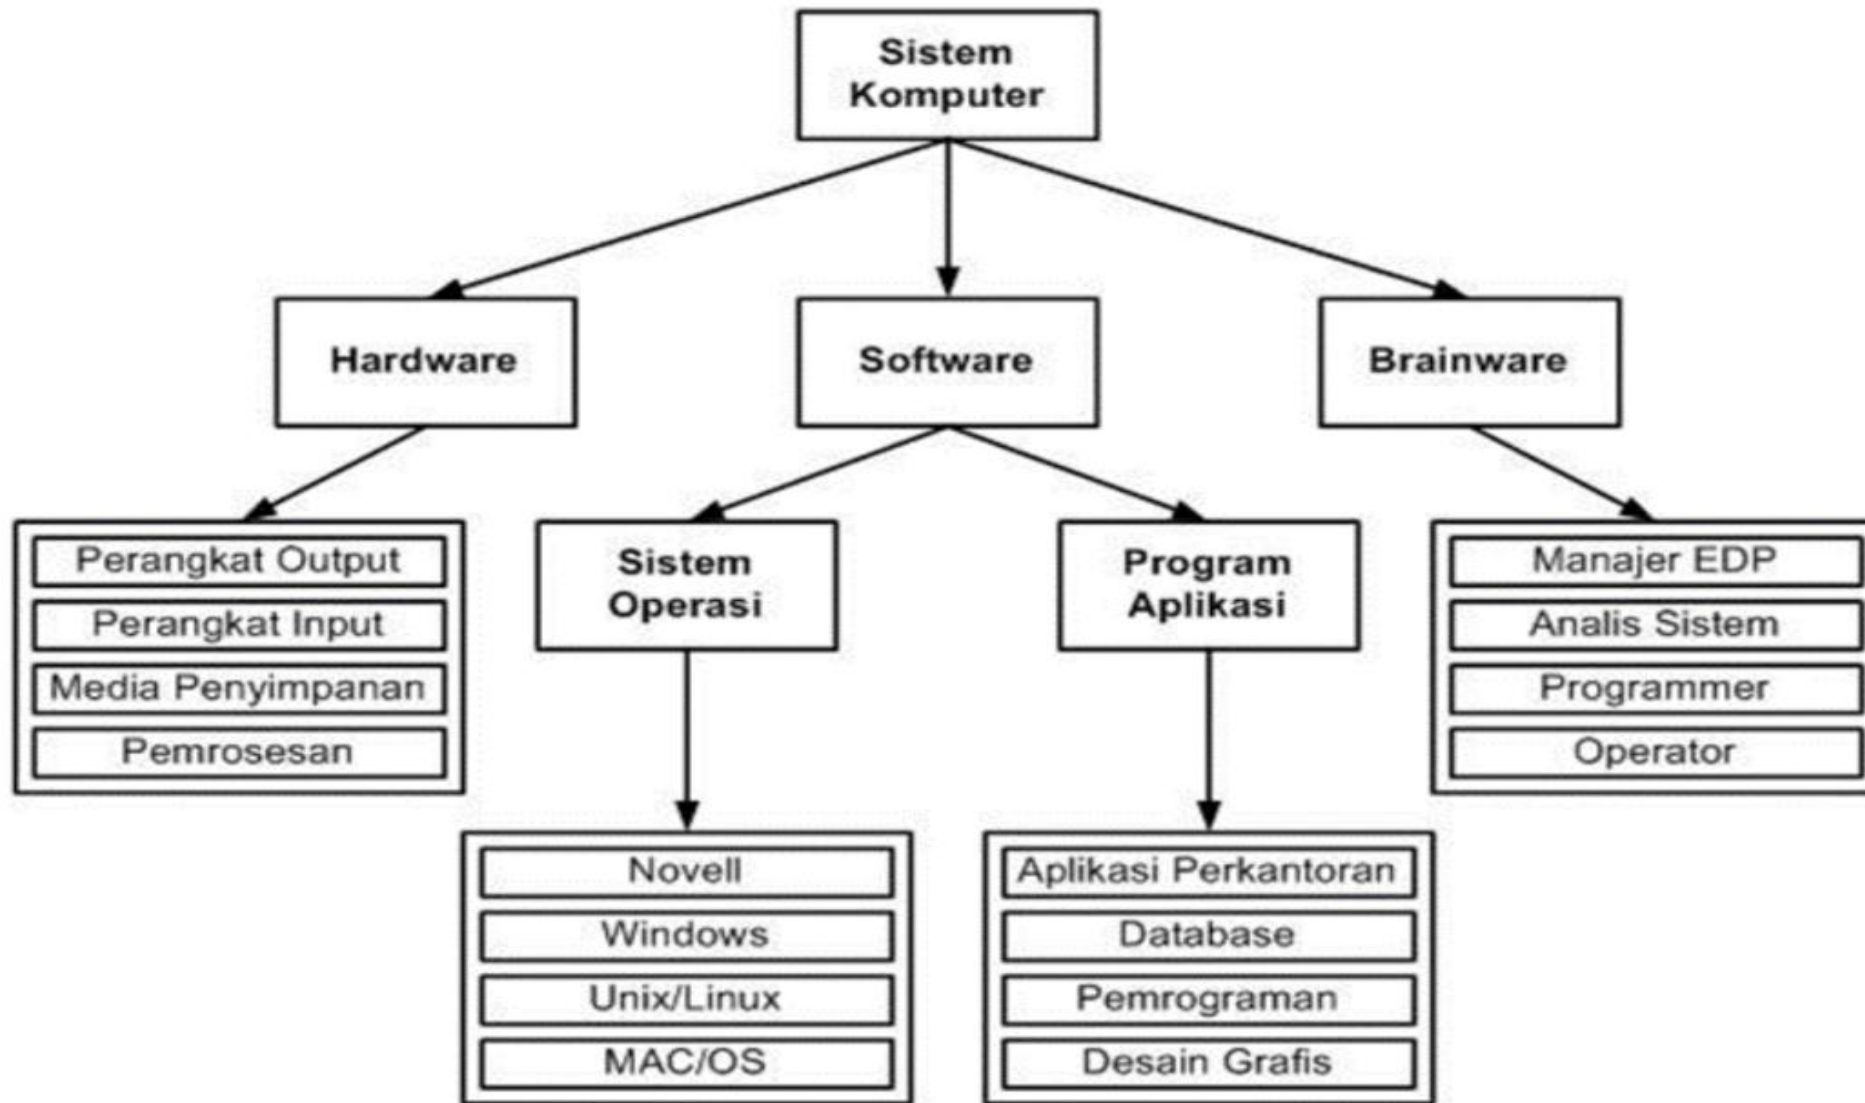 Sistem
Komputer
Hardware
Software
Brainware
Perangkat Output
Perangkat Input
Media Penyimpanan
Pemrosesan
Sistem
Operasi
Program
Aplikasi
Manajer EDP
Analis Sistem
Programmer
Operator
Novell
Windows
Unix/Linux
MAC/OS
Aplikasi Perkantoran
Database
Pemrograman
Desain Grafis